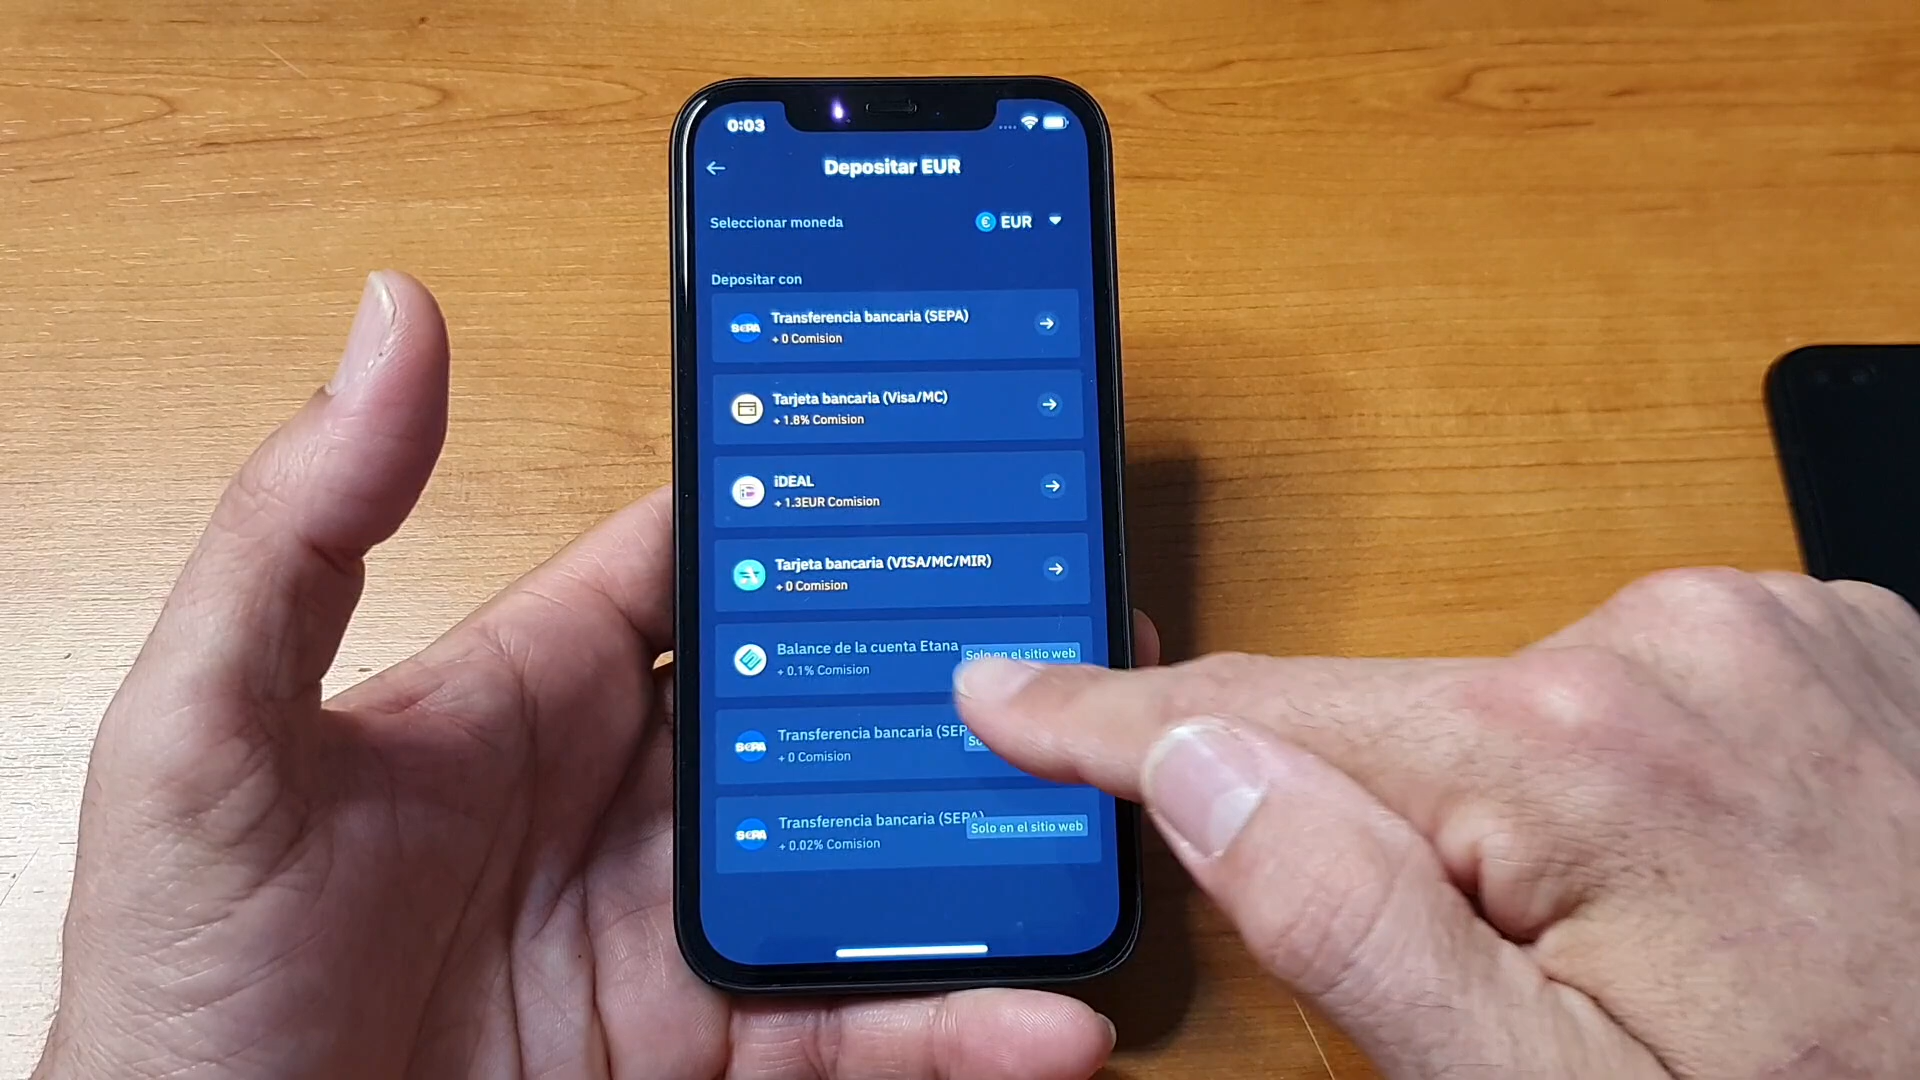 0:03
Depositar EUR
Seleccionar moneda
€ EUR
Depositar con
SEPA
Transferencia bancaria (SEPA)
+ 0 Comision
Tarjeta bancaria (Visa/MC)
+ 1.8% Comision
iDEAL
+ 1.3EUR Comision
Tarjeta bancaria (VISA/MC/MIR)
+ 0 Comision
Balance de la cuenta Etana
Solo en el sitio web
+ 0.1% Comision
SEPA
Transferencia bancaria
+ 0 Comision
SEPA
Transferencia bancaria (SEPA)
Solo en el sitio web
+ 0.02% Comision